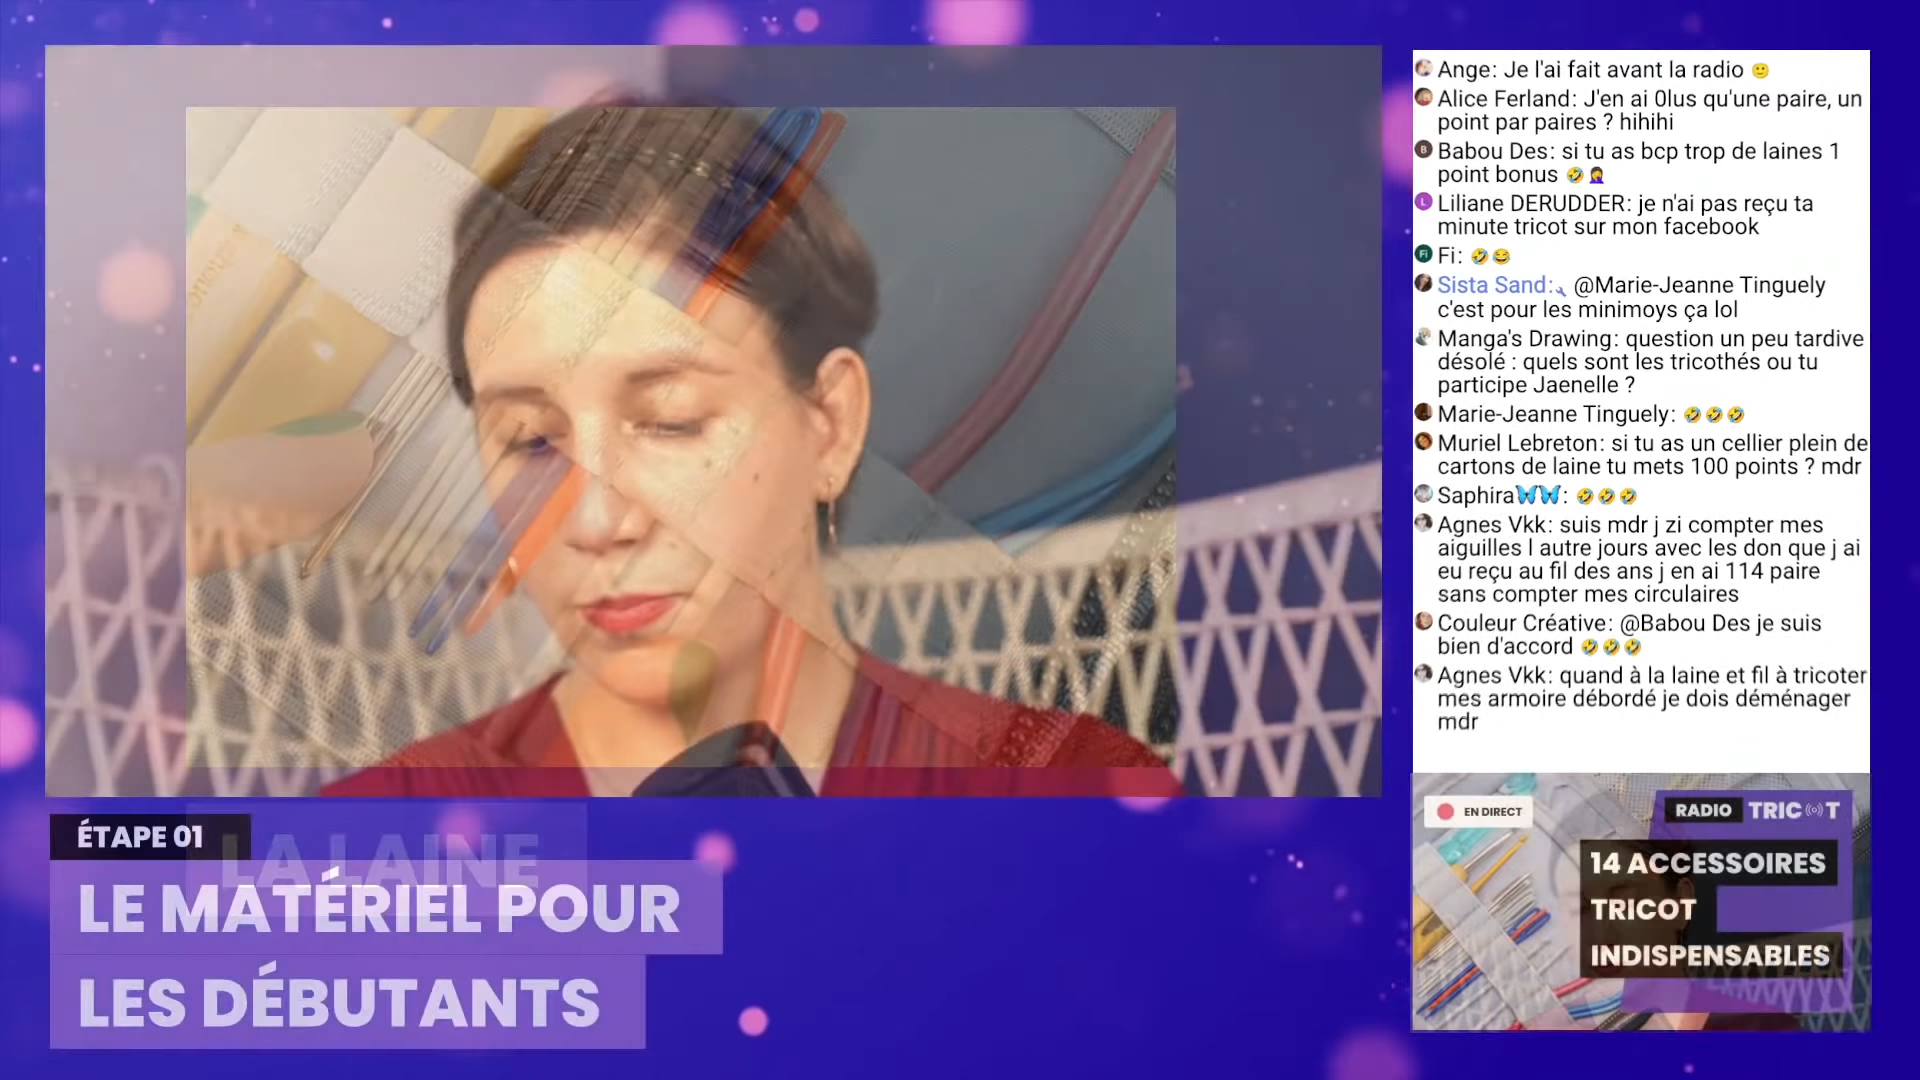 Ange: Je l'ai fait avant la radio 🙂
Alice Ferland: J'en ai 0lus qu'une paire, un
point par paires ? hihihi
Babou Des: si tu as bcp trop de laines 1
point bonus 🤣🤦
Liliane DERUDDER: je n'ai pas reçu ta
minute tricot sur mon facebook
Fi: 🤣😂
Sista Sand: @Marie-Jeanne Tinguely
c'est pour les minimoys ça lol
Manga's Drawing: question un peu tardive
désolé : quels sont les tricothés ou tu
participe Jaenelle ?
Marie-Jeanne Tinguely: 🤣🤣🤣
Muriel Lebreton: si tu as un cellier plein de
cartons de laine tu mets 100 points ? mdr
Saphira🦋🦋: 🤣🤣🤣
Agnes Vkk: suis mdr j zi compter mes
aiguilles l autre jours avec les don que j ai
eu reçu au fil des ans j en ai 114 paire
sans compter mes circulaires
Couleur Créative: @Babou Des je suis
bien d'accord 🤣🤣🤣
Agnes Vkk: quand à la laine et fil à tricoter
mes armoire débordé je dois déménager
mdr
EN DIRECT
RADIO TRICOT
14 ACCESSOIRES
TRICOT
INDISPENSABLES
ÉTAPE 01
LA LAINE
LE MATÉRIEL POUR
LES DÉBUTANTS